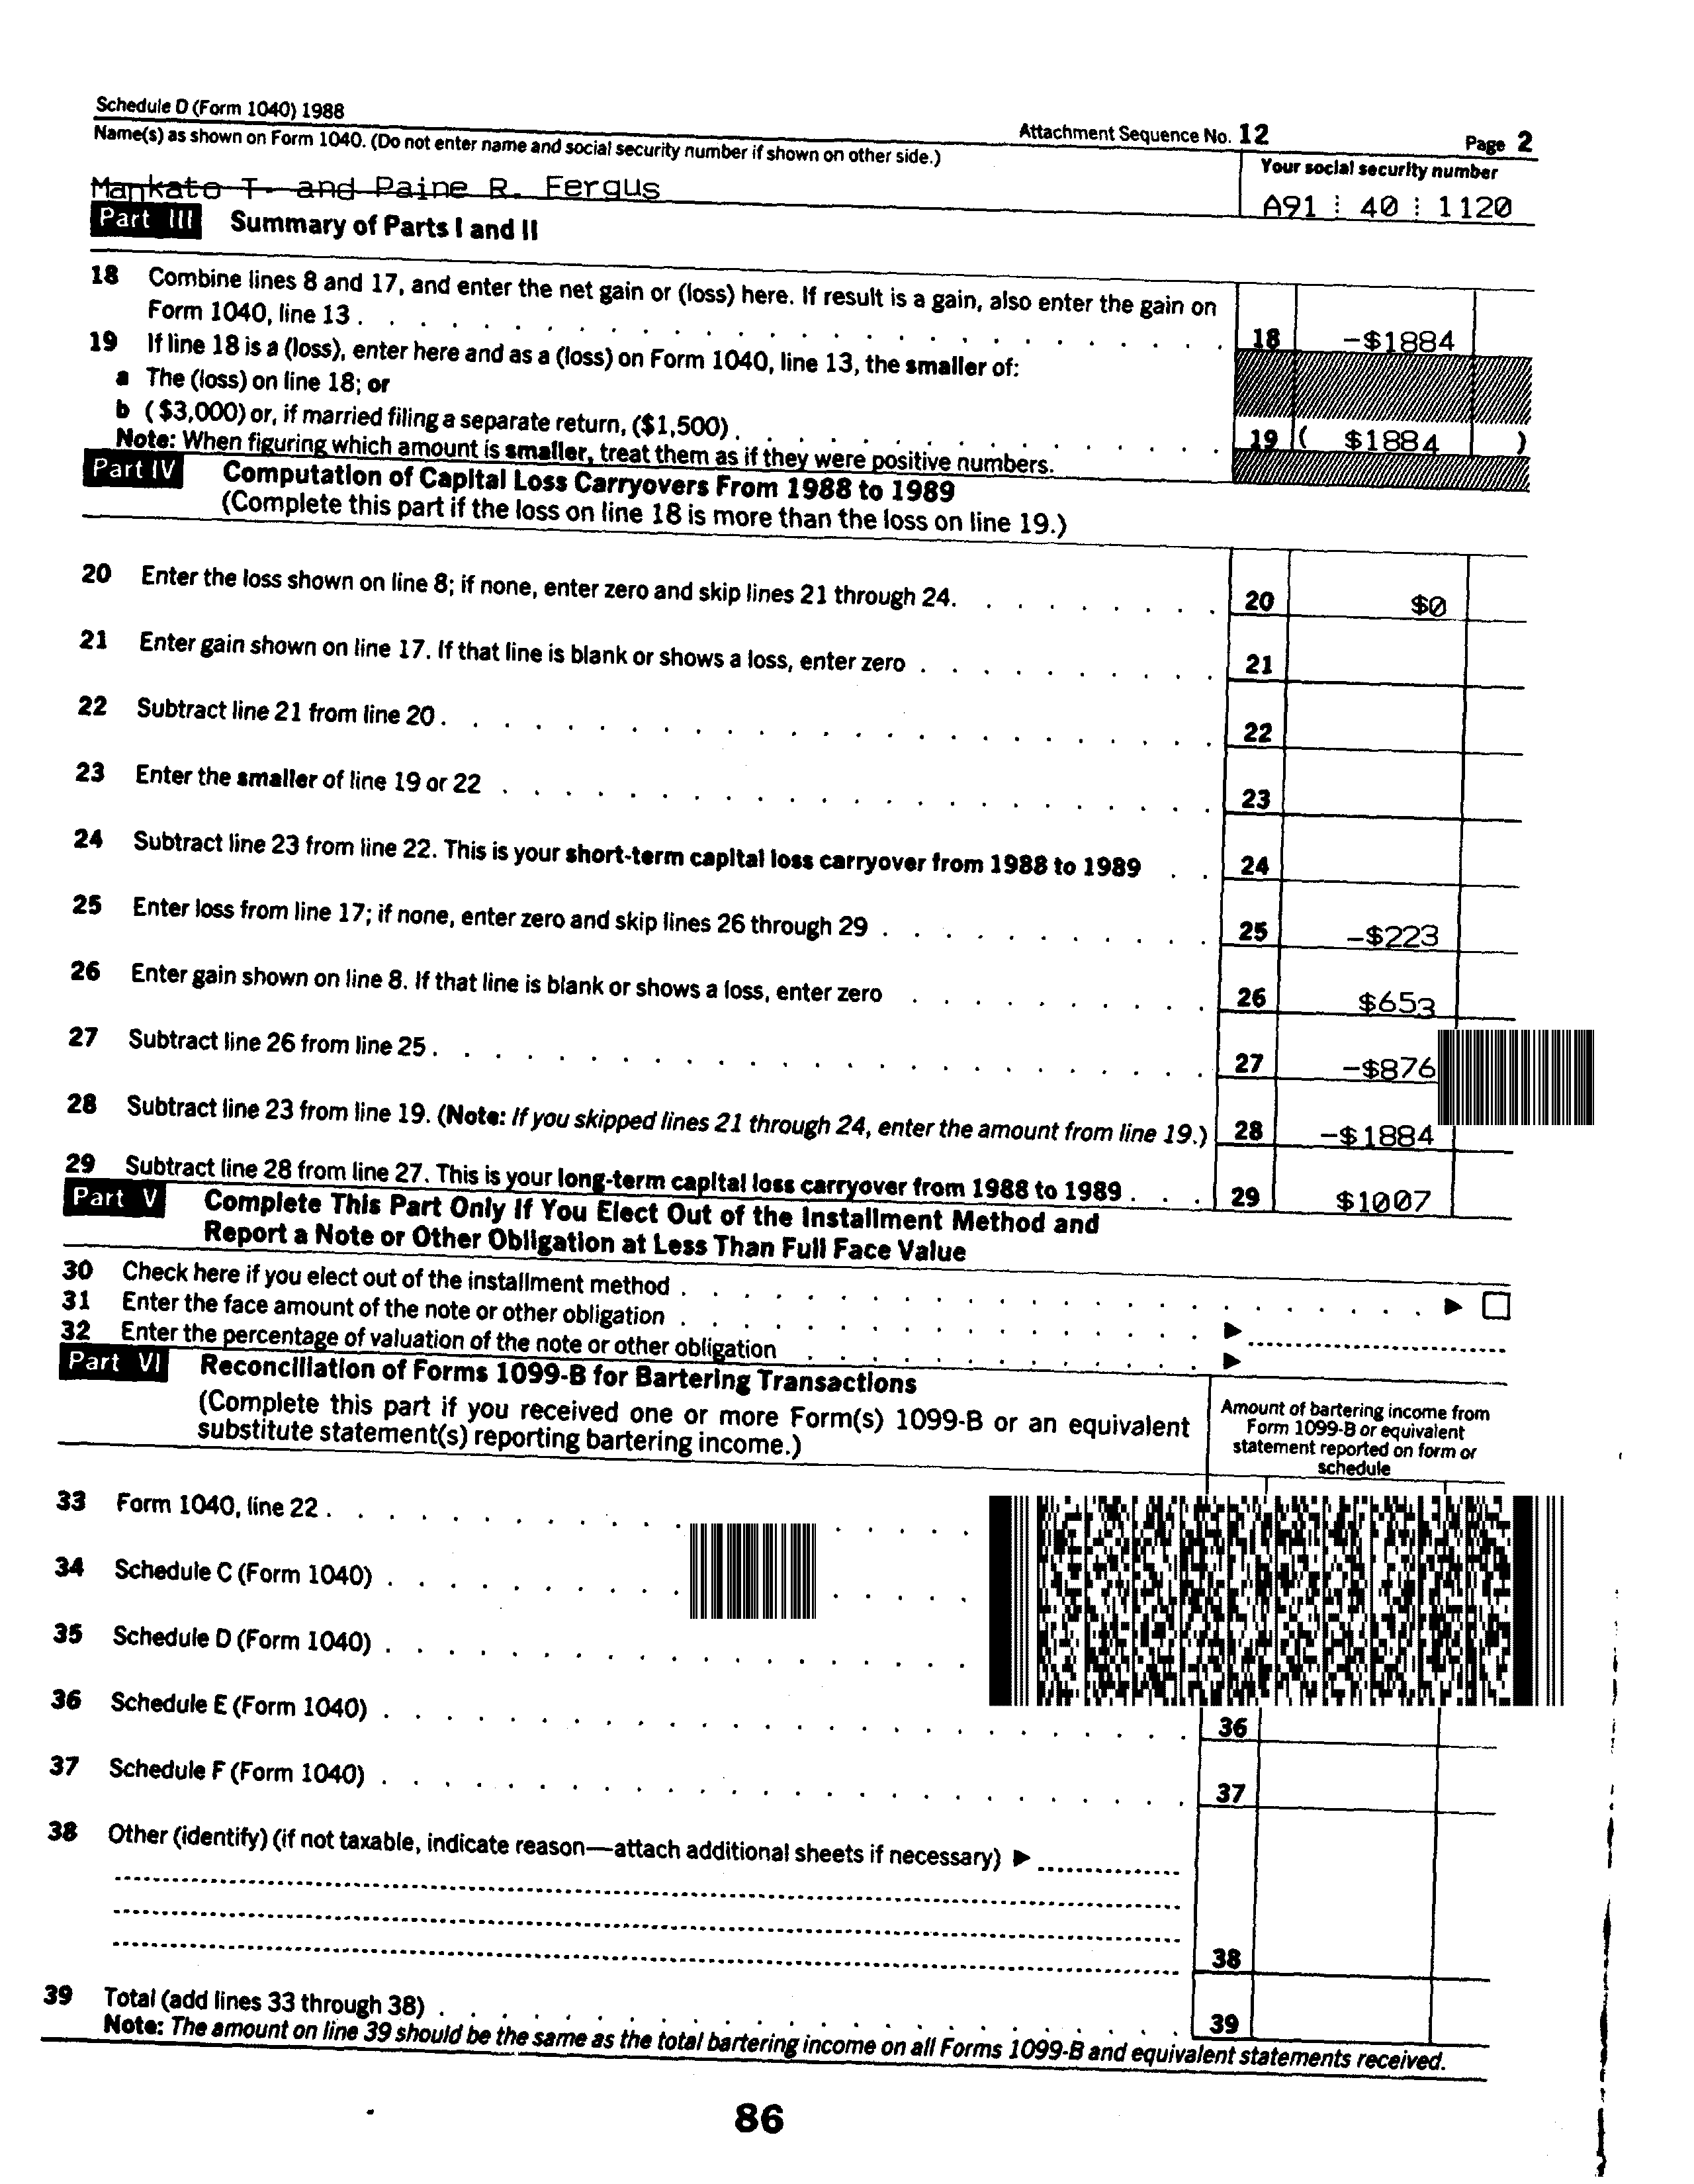 Schedule D (Form 1040) 1988
Attachment Sequence No. 12
Page 2
Name(s) as shown on Form 1040. (Do not enter name and social security number if shown on other side.)
Your social security number
Mankato T. and Paine R. Fergus
A91 40 1120
Part III Summary of Parts I and II
18 Combine lines 8 and 17, and enter the net gain or (loss) here. If result is a gain, also enter the gain on
Form 1040, line 13 . . . 18 -$1884
19 If line 18 is a (loss), enter here and as a (loss) on Form 1040, line 13, the smaller of:
a The (loss) on line 18; or
b ($3,000) or, if married filing a separate return, ($1,500) . . . 19 ( $1884 )
Note: When figuring which amount is smaller, treat them as if they were positive numbers.
Part IV Computation of Capital Loss Carryovers From 1988 to 1989
(Complete this part if the loss on line 18 is more than the loss on line 19.)
20 Enter the loss shown on line 8; if none, enter zero and skip lines 21 through 24. . . . 20 $0
21 Enter gain shown on line 17. If that line is blank or shows a loss, enter zero . . . 21
22 Subtract line 21 from line 20 . . . 22
23 Enter the smaller of line 19 or 22 . . . 23
24 Subtract line 23 from line 22. This is your short-term capital loss carryover from 1988 to 1989 . . 24
25 Enter loss from line 17; if none, enter zero and skip lines 26 through 29 . . . 25 -$223
26 Enter gain shown on line 8. If that line is blank or shows a loss, enter zero . . . 26 $653
27 Subtract line 26 from line 25 . . . 27 -$876
28 Subtract line 23 from line 19. (Note: If you skipped lines 21 through 24, enter the amount from line 19.) 28 -$1884
29 Subtract line 28 from line 27. This is your long-term capital loss carryover from 1988 to 1989 . . . 29 $1007
Part V Complete This Part Only If You Elect Out of the Installment Method and
Report a Note or Other Obligation at Less Than Full Face Value
30 Check here if you elect out of the installment method . . . ▶ □
31 Enter the face amount of the note or other obligation . . . ▶
32 Enter the percentage of valuation of the note or other obligation . . . ▶
Part VI Reconciliation of Forms 1099-B for Bartering Transactions
(Complete this part if you received one or more Form(s) 1099-B or an equivalent
substitute statement(s) reporting bartering income.)
Amount of bartering income from
Form 1099-B or equivalent
statement reported on form or
schedule
33 Form 1040, line 22 . . .
34 Schedule C (Form 1040) . . .
35 Schedule D (Form 1040) . . .
36 Schedule E (Form 1040) . . . 36
37 Schedule F (Form 1040) . . . 37
38 Other (identify) (if not taxable, indicate reason—attach additional sheets if necessary) ▶
38
39 Total (add lines 33 through 38) . . . 39
Note: The amount on line 39 should be the same as the total bartering income on all Forms 1099-B and equivalent statements received.
86